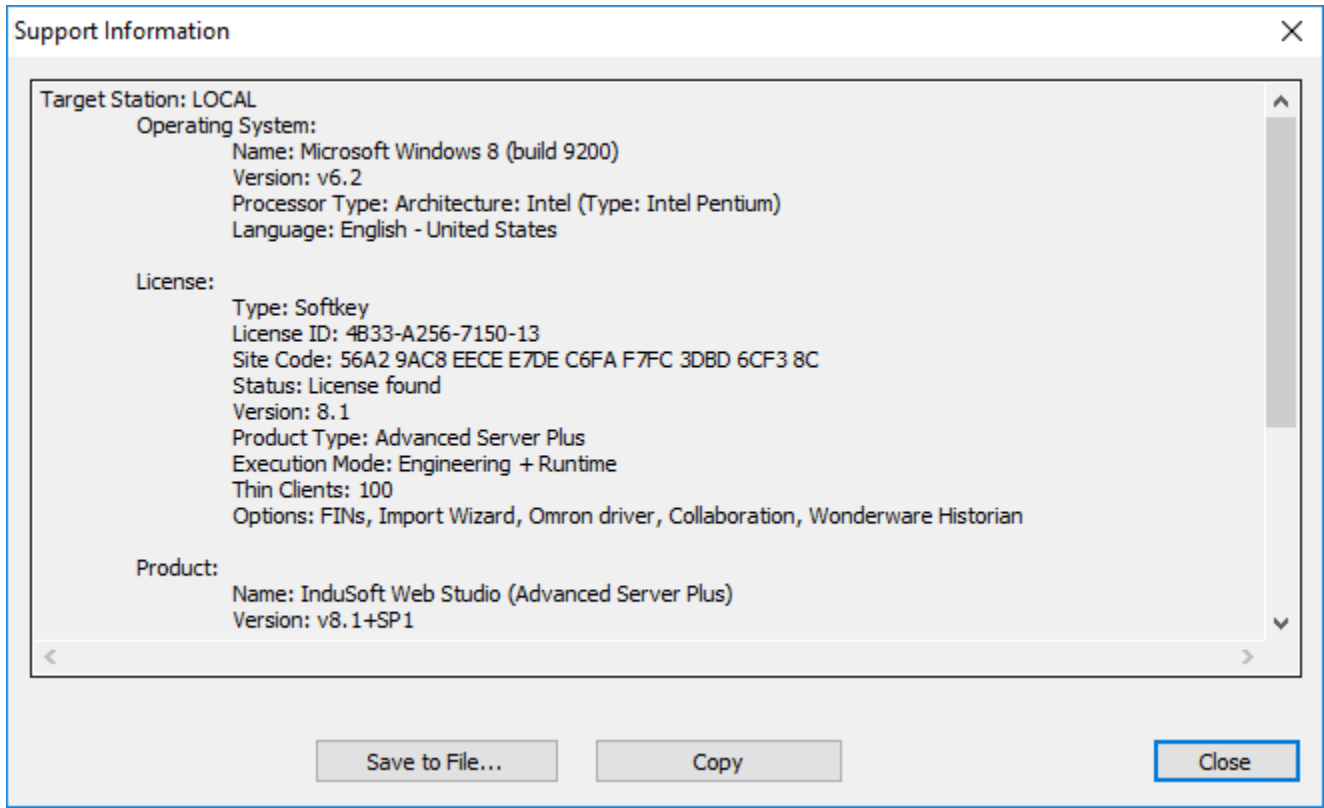 Support Information
Target Station: LOCAL
Operating System:
Name: Microsoft Windows 8 (build 9200)
Version: v6.2
Processor Type: Architecture: Intel (Type: Intel Pentium)
Language: English - United States
License:
Type: Softkey
License ID: 4B33-A256-7150-13
Site Code: 56A2 9AC8 EECE E7DE C6FA F7FC 3DBD 6CF3 8C
Status: License found
Version: 8.1
Product Type: Advanced Server Plus
Execution Mode: Engineering + Runtime
Thin Clients: 100
Options: FINs, Import Wizard, Omron driver, Collaboration, Wonderware Historian
Product:
Name: InduSoft Web Studio (Advanced Server Plus)
Version: v8.1+SP1
Save to File... Copy Close